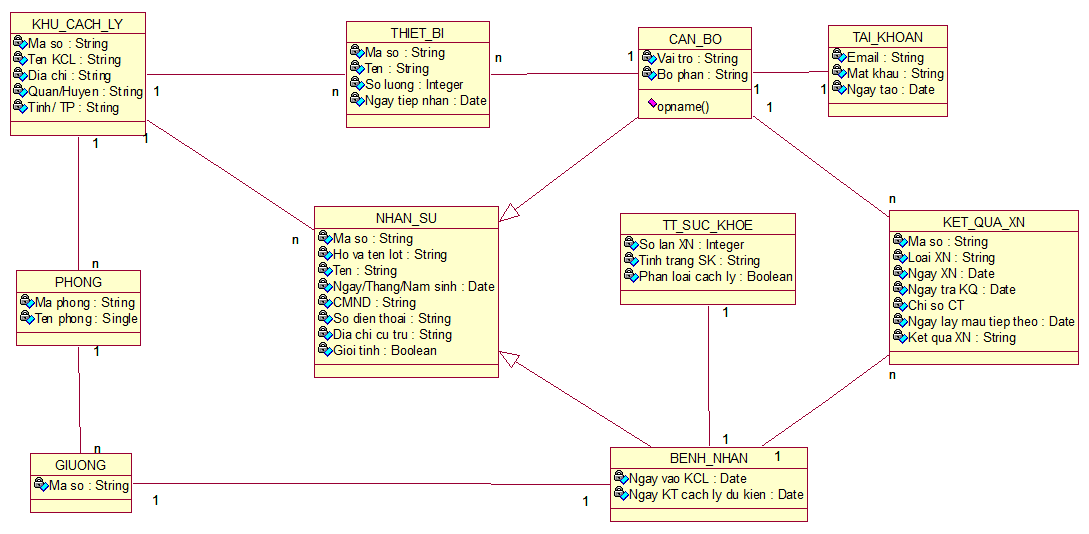 KHU_CACH_LY
Ma so : String
Ten KCL : String
Dia chi : String
Quan/Huyen : String
Tinh/ TP : String
1
1
1
THIET_BI
Ma so : String
Ten : String
So luong : Integer
Ngay tiep nhan : Date
n
n
CAN_BO
Vai tro : String
Bo phan : String
opname()
1
1
1
TAI_KHOAN
Email : String
Mat khau : String
Ngay tao : Date
1
NHAN_SU
Ma so : String
Ho va ten lot : String
Ten : String
Ngay/Thang/Nam sinh : Date
CMND : String
So dien thoai : String
Dia chi cu tru : String
Gioi tinh : Boolean
n
TT_SUC_KHOE
So lan XN : Integer
Tinh trang SK : String
Phan loai cach ly : Boolean
1
KET_QUA_XN
Ma so : String
Loai XN : String
Ngay XN : Date
Ngay tra KQ : Date
Chi so CT
Ngay lay mau tiep theo : Date
Ket qua XN : String
n
n
PHONG
Ma phong : String
Ten phong : Single
n
1
GIUONG
Ma so : String
n
1
BENH_NHAN
Ngay vao KCL : Date
Ngay KT cach ly du kien : Date
1
1
1